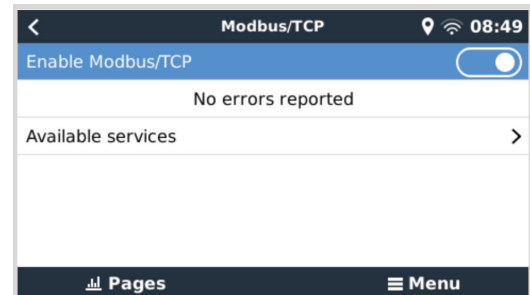 Modbus/TCP 08:49
Enable Modbus/TCP
No errors reported
Available services
Pages Menu